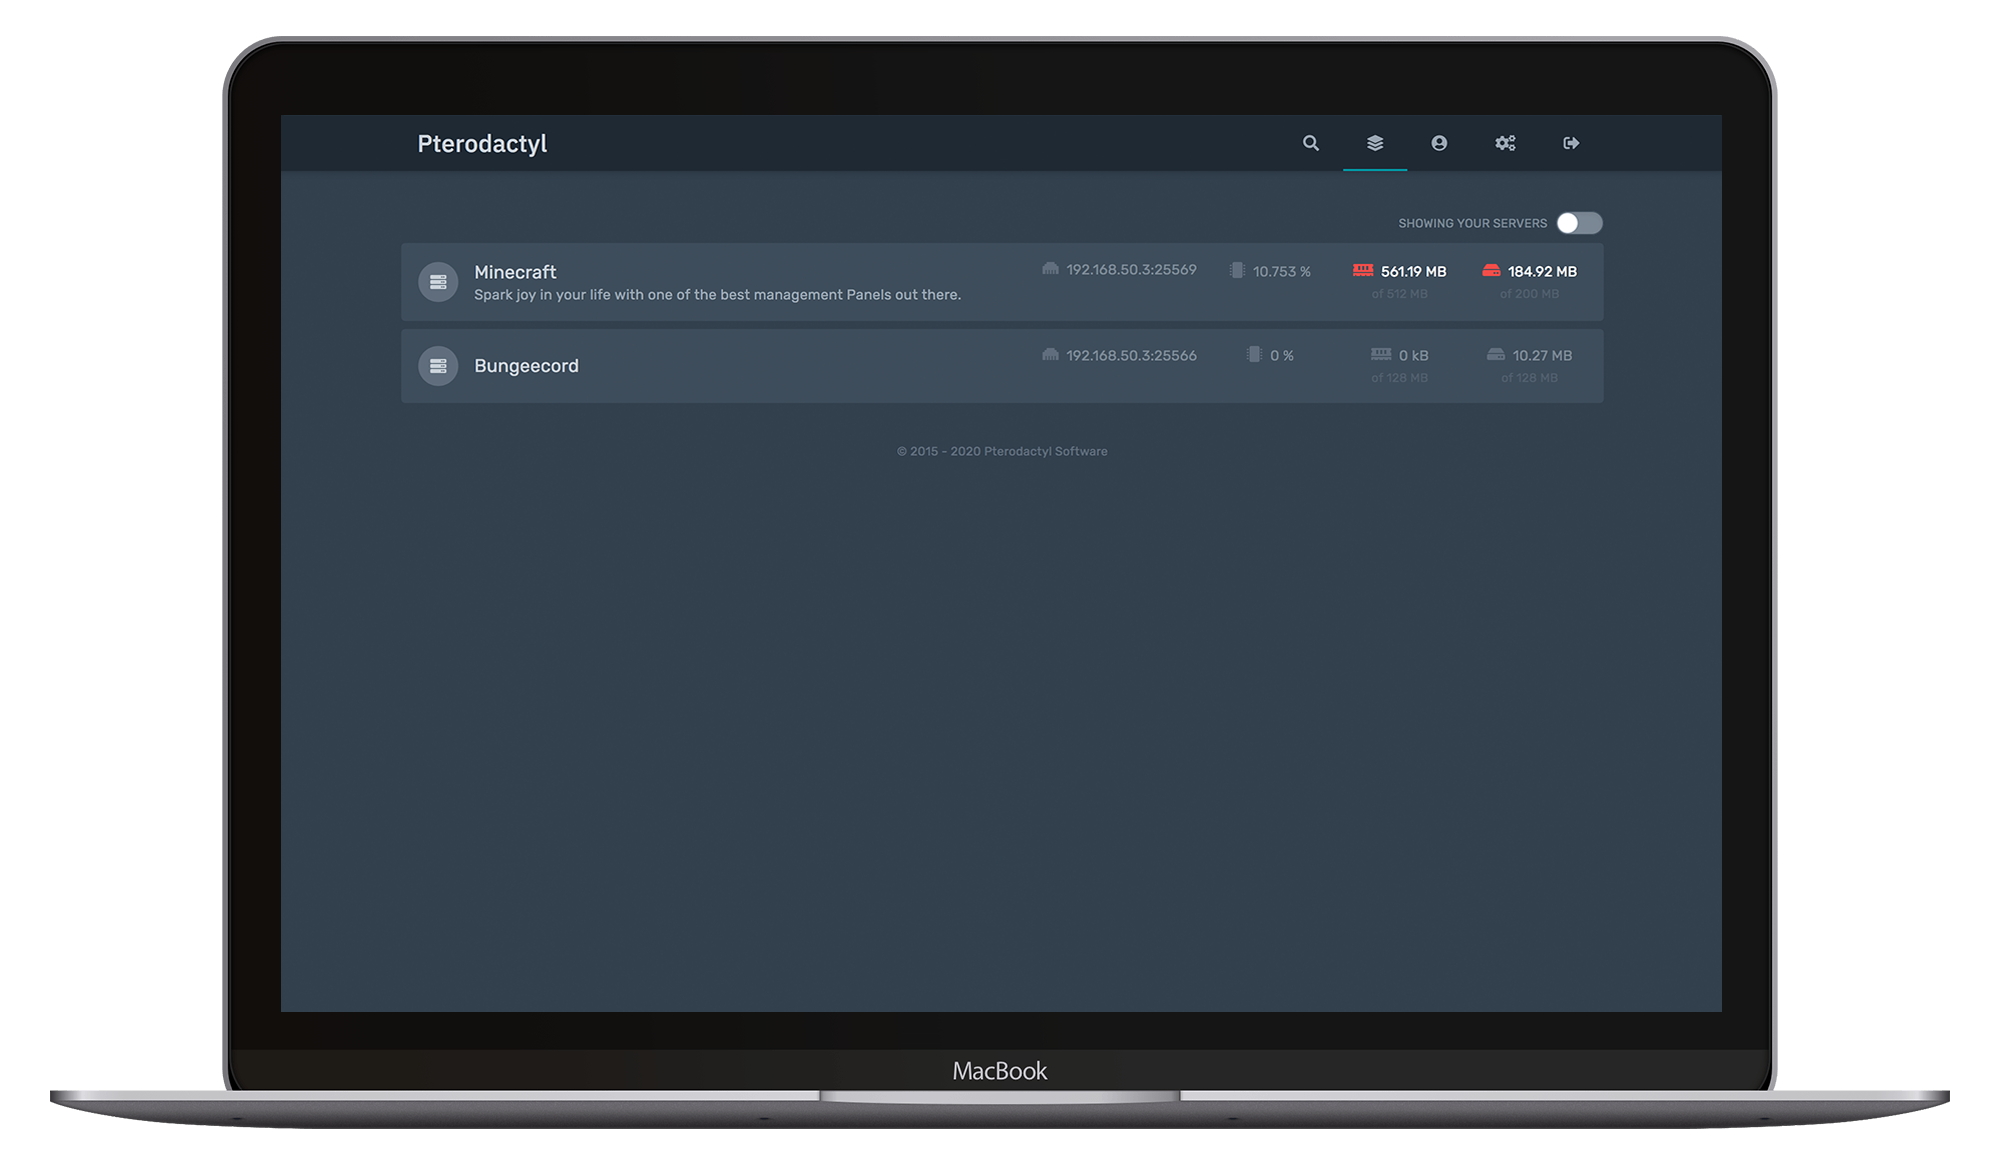 Pterodactyl
SHOWING YOUR SERVERS
Minecraft
Spark joy in your life with one of the best management Panels out there.
192.168.50.3:25569
10.753 %
561.19 MB
of 512 MB
184.92 MB
of 200 MB
Bungeecord
192.168.50.3:25566
0 %
0 kB
of 128 MB
10.27 MB
of 128 MB
© 2015 - 2020 Pterodactyl Software
MacBook